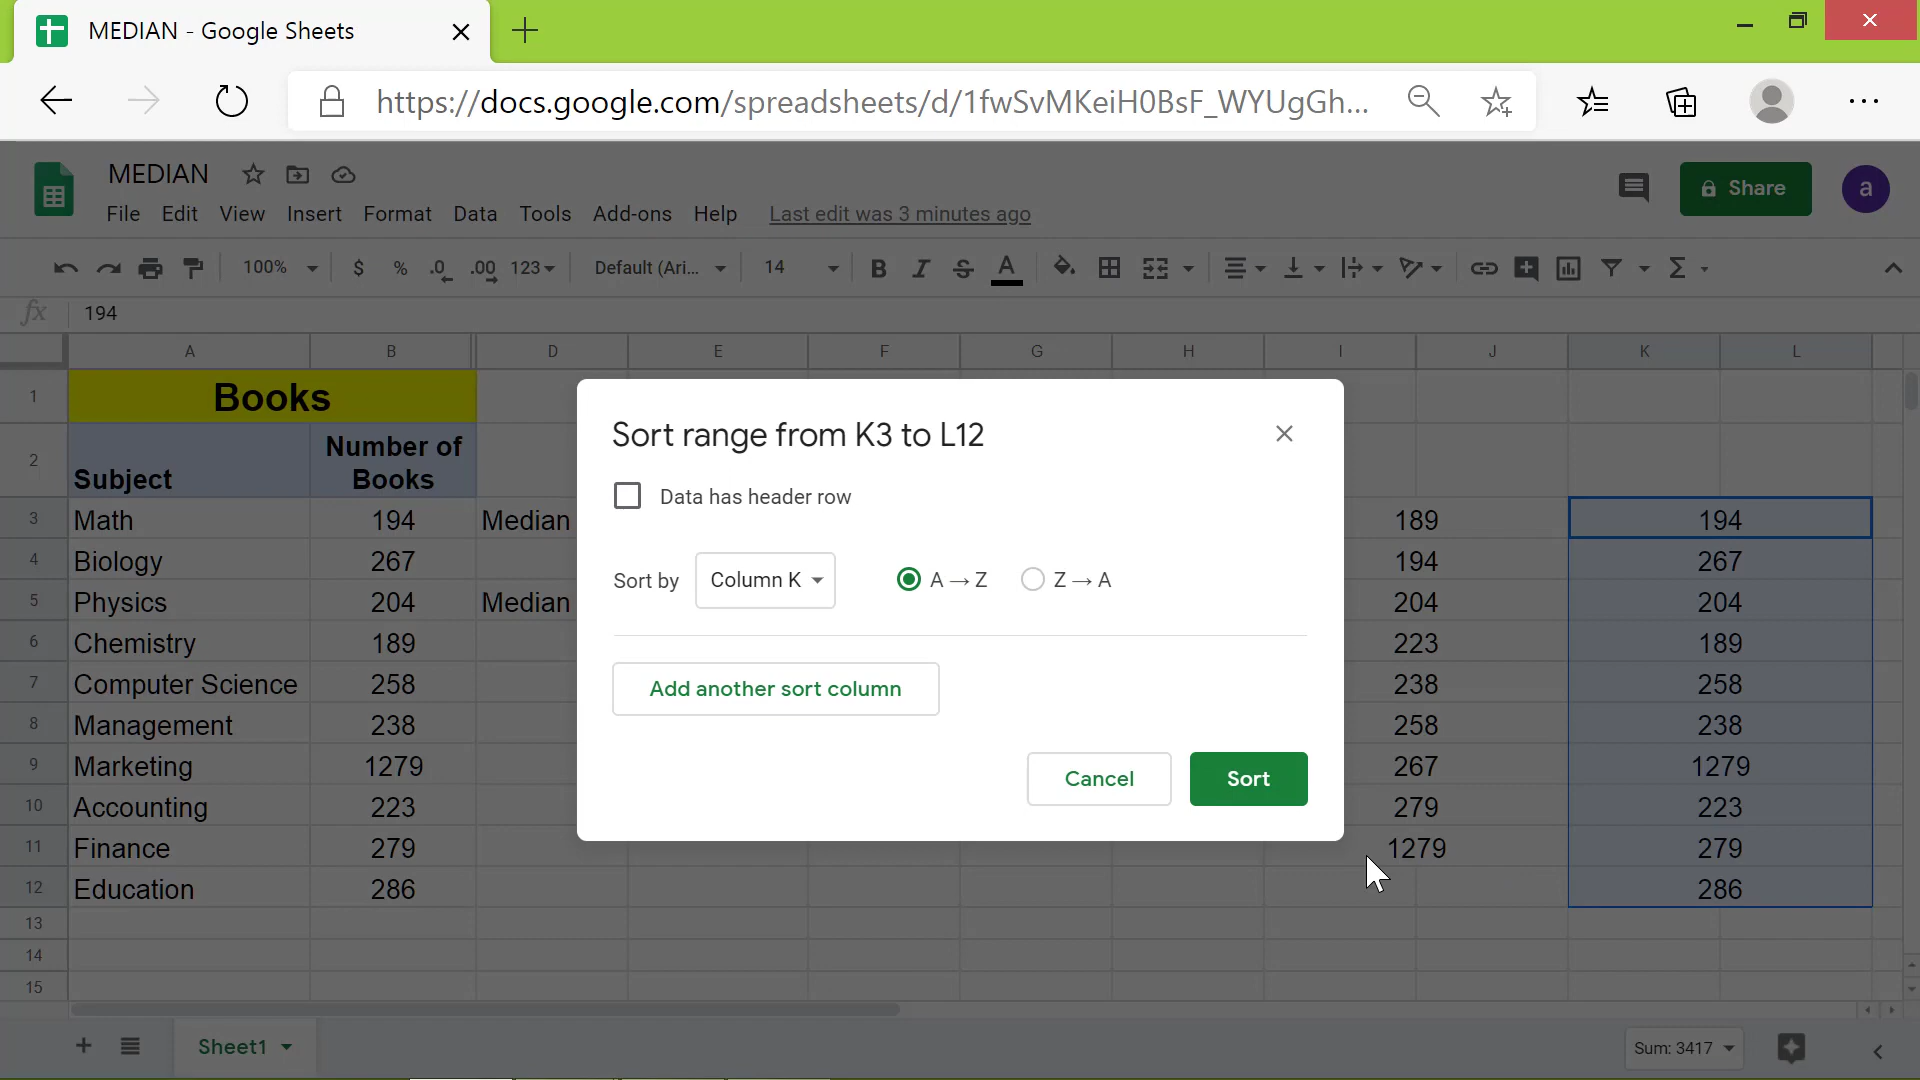 MEDIAN - Google Sheets
https://docs.google.com/spreadsheets/d/1fwSvMKeiH0BsF_WYUgGh...
MEDIAN
Share
a
File Edit View Insert Format Data Tools Add-ons Help Last edit was 3 minutes ago
100% $ % .0 .00 123 Default (Ari... 14 B I S A Σ
fx 194
A B D E F G H I J K L
1 Books
2 Subject Number of Books
3 Math 194 Median 189 194
4 Biology 267 194 267
5 Physics 204 Median 204 204
6 Chemistry 189 223 189
7 Computer Science 258 238 258
8 Management 238 258 238
9 Marketing 1279 267 1279
10 Accounting 223 279 223
11 Finance 279 1279 279
12 Education 286 286
13
14
15
Sort range from K3 to L12
Data has header row
Sort by Column K A → Z Z → A
Add another sort column
Cancel Sort
Sheet1 Sum: 3417